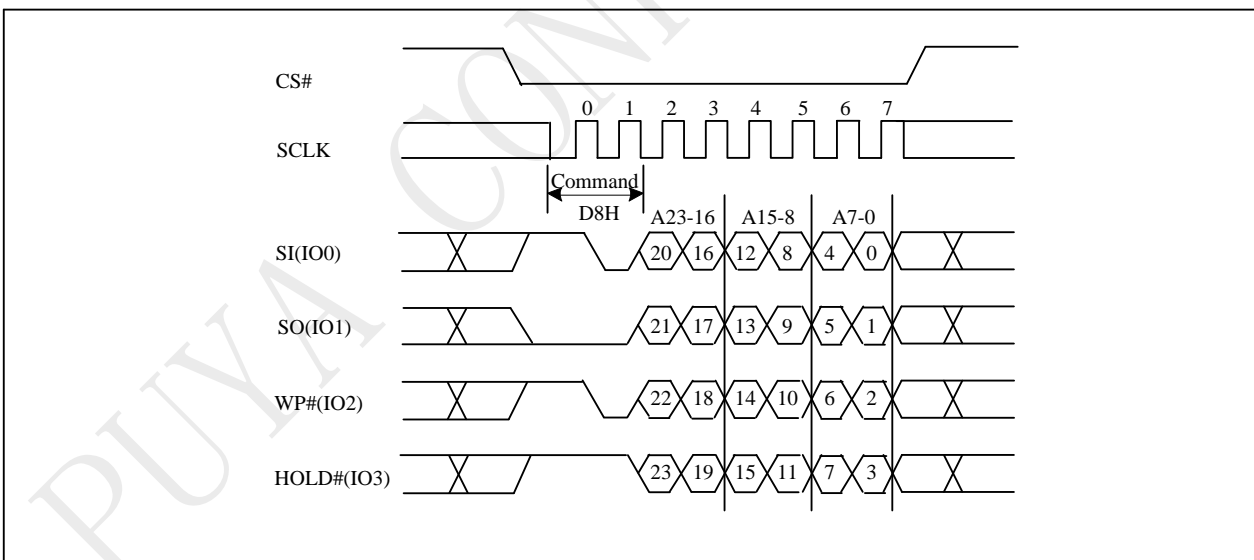 PUYA CONF
CS#
0 1 2 3 4 5 6 7
SCLK
Command
D8H
A23-16 A15-8 A7-0
SI(IO0) 20 16 12 8 4 0
SO(IO1) 21 17 13 9 5 1
WP#(IO2) 22 18 14 10 6 2
HOLD#(IO3) 23 19 15 11 7 3